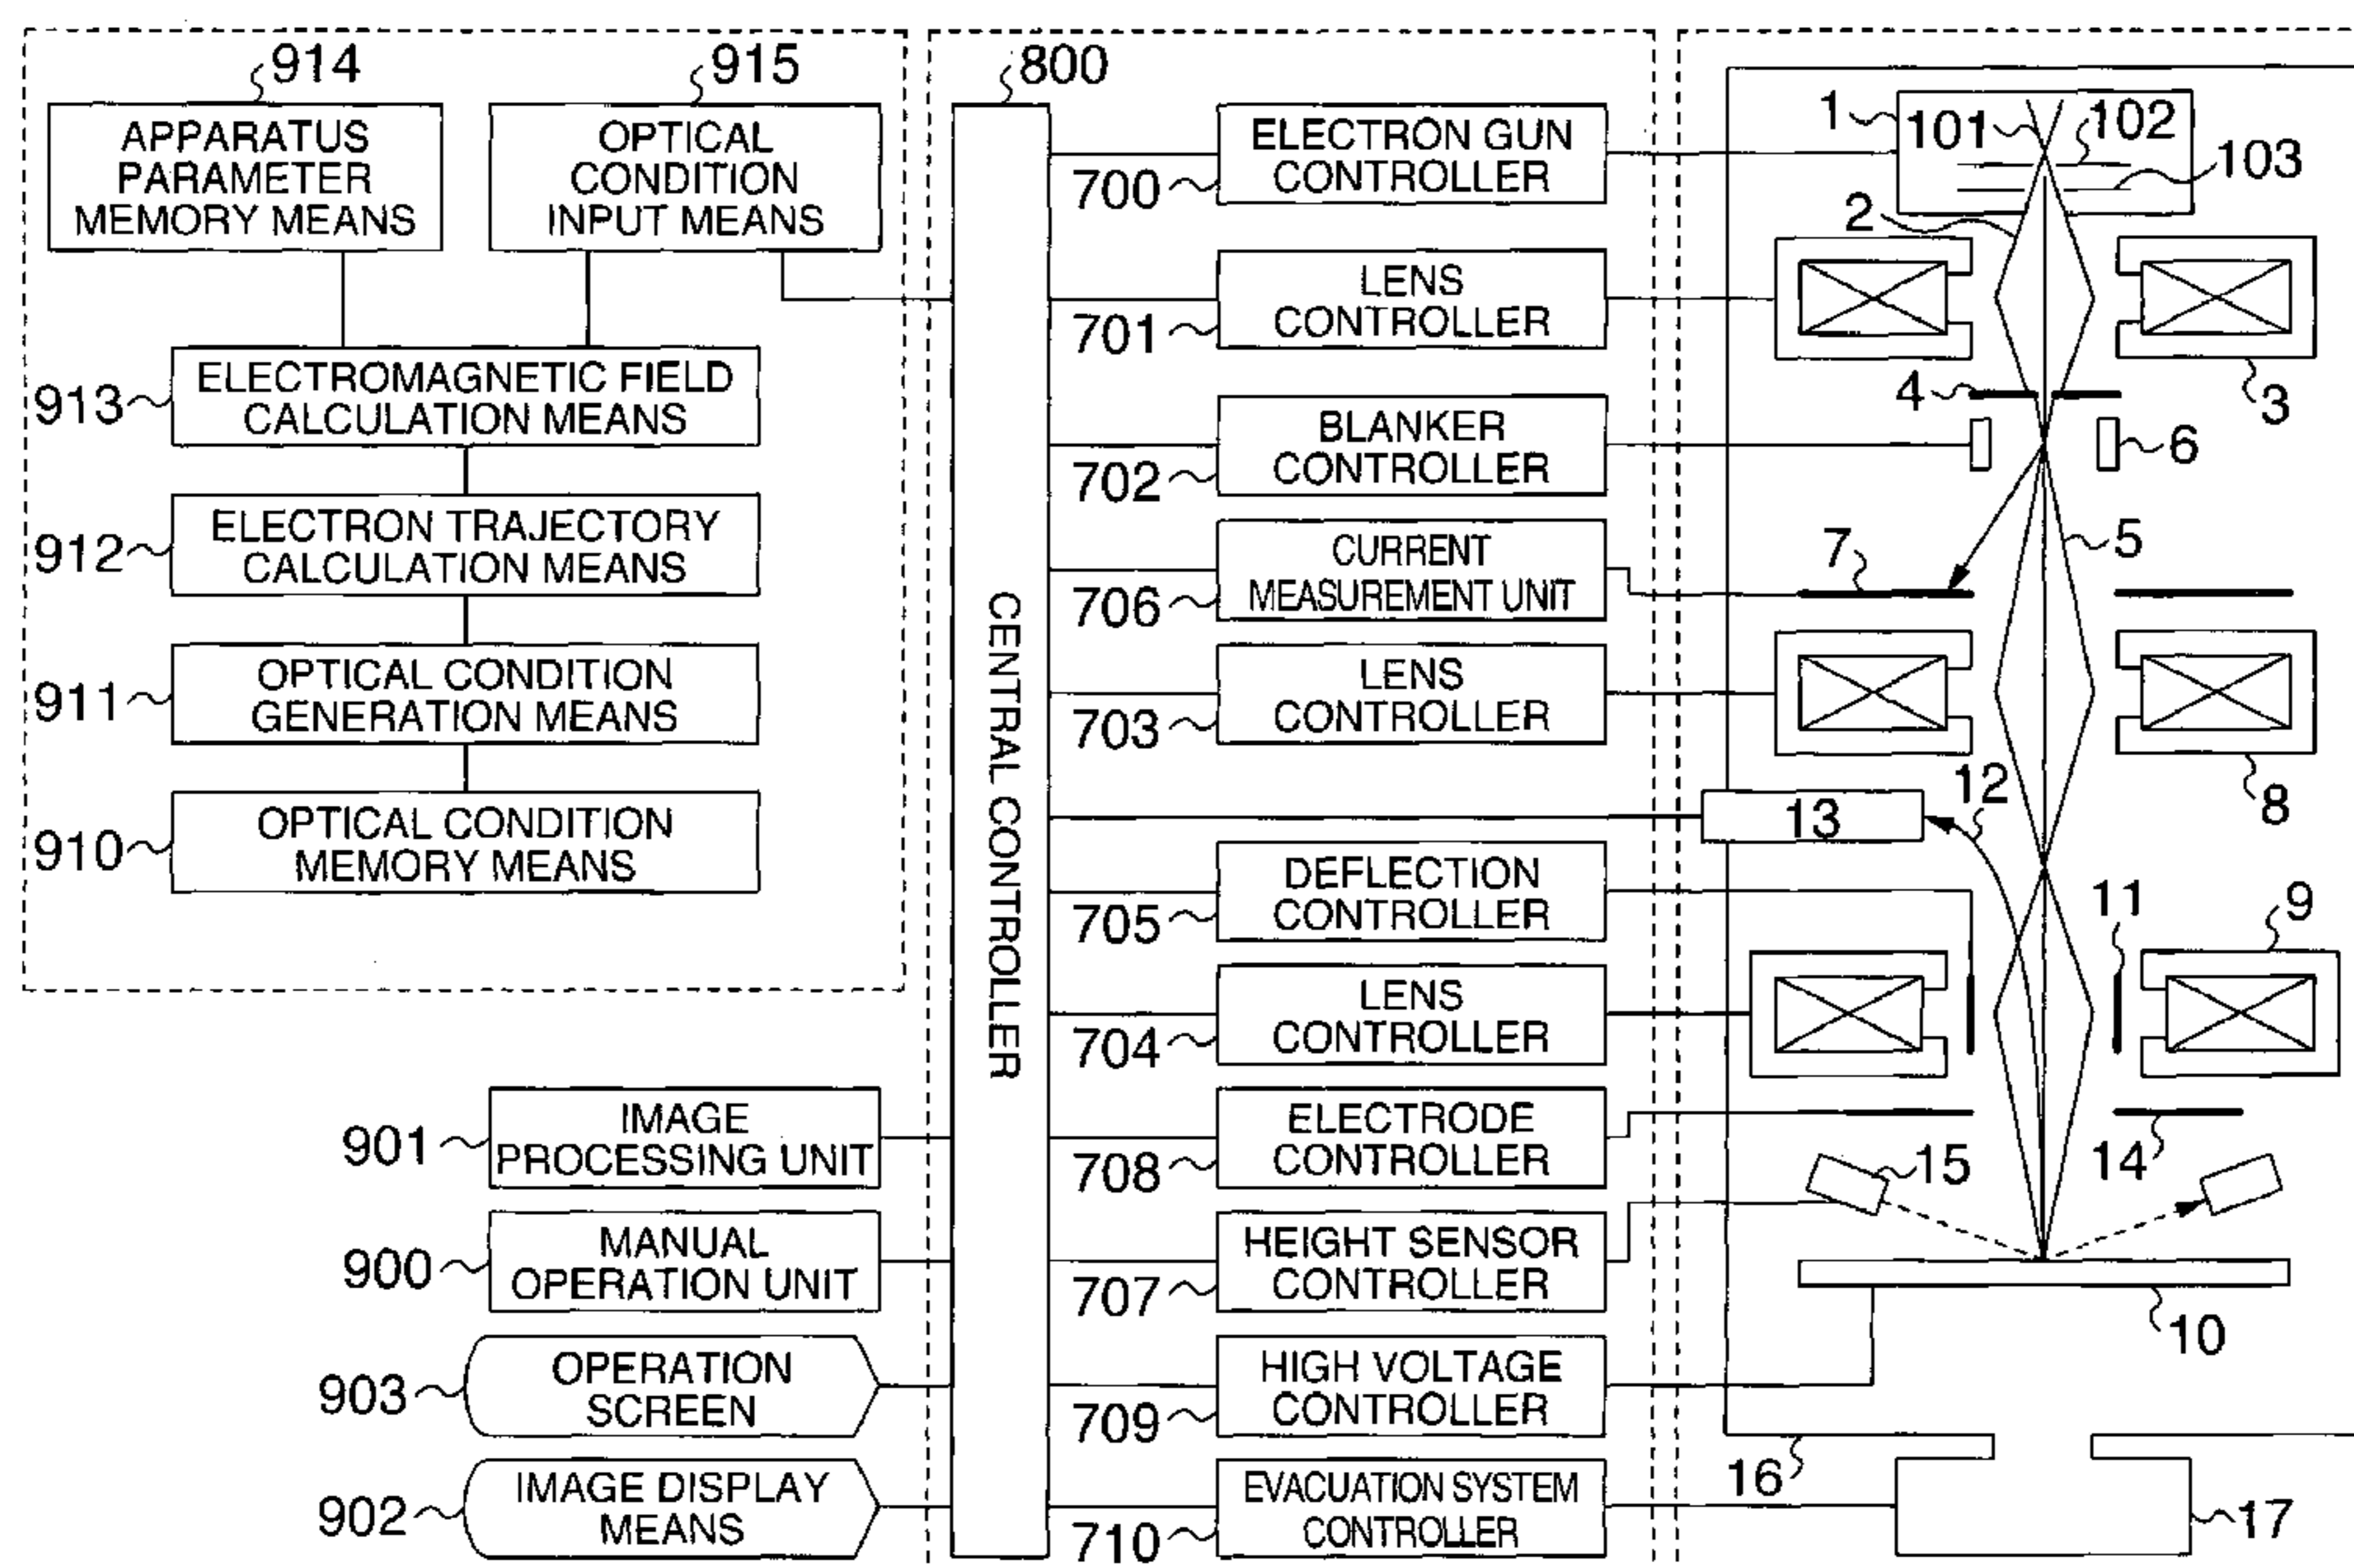 914
APPARATUS
PARAMETER
MEMORY MEANS
915
OPTICAL
CONDITION
INPUT MEANS
913
ELECTROMAGNETIC FIELD
CALCULATION MEANS
912
ELECTRON TRAJECTORY
CALCULATION MEANS
911
OPTICAL CONDITION
GENERATION MEANS
910
OPTICAL CONDITION
MEMORY MEANS
901
IMAGE
PROCESSING UNIT
900
MANUAL
OPERATION UNIT
903
OPERATION
SCREEN
902
IMAGE DISPLAY
MEANS
800
CENTRAL CONTROLLER
700
ELECTRON GUN
CONTROLLER
701
LENS
CONTROLLER
702
BLANKER
CONTROLLER
706
CURRENT
MEASUREMENT UNIT
703
LENS
CONTROLLER
705
DEFLECTION
CONTROLLER
704
LENS
CONTROLLER
708
ELECTRODE
CONTROLLER
707
HEIGHT SENSOR
CONTROLLER
709
HIGH VOLTAGE
CONTROLLER
710
EVACUATION SYSTEM
CONTROLLER
1
101
102
103
2
3
4
6
5
7
8
12
13
11
9
14
15
10
16
17